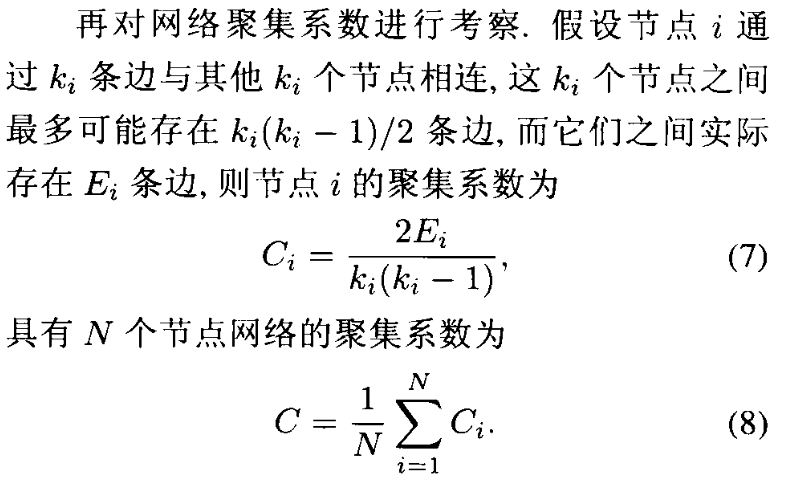 再对网络聚集系数进行考察. 假设节点 i 通
过 k_i 条边与其他 k_i 个节点相连, 这 k_i 个节点之间
最多可能存在 k_i(k_i − 1)/2 条边, 而它们之间实际
存在 E_i 条边, 则节点 i 的聚集系数为
C_i = \frac{2E_i}{k_i(k_i − 1)}, (7)
具有 N 个节点网络的聚集系数为
C = \frac{1}{N} \sum_{i=1}^{N} C_i. (8)